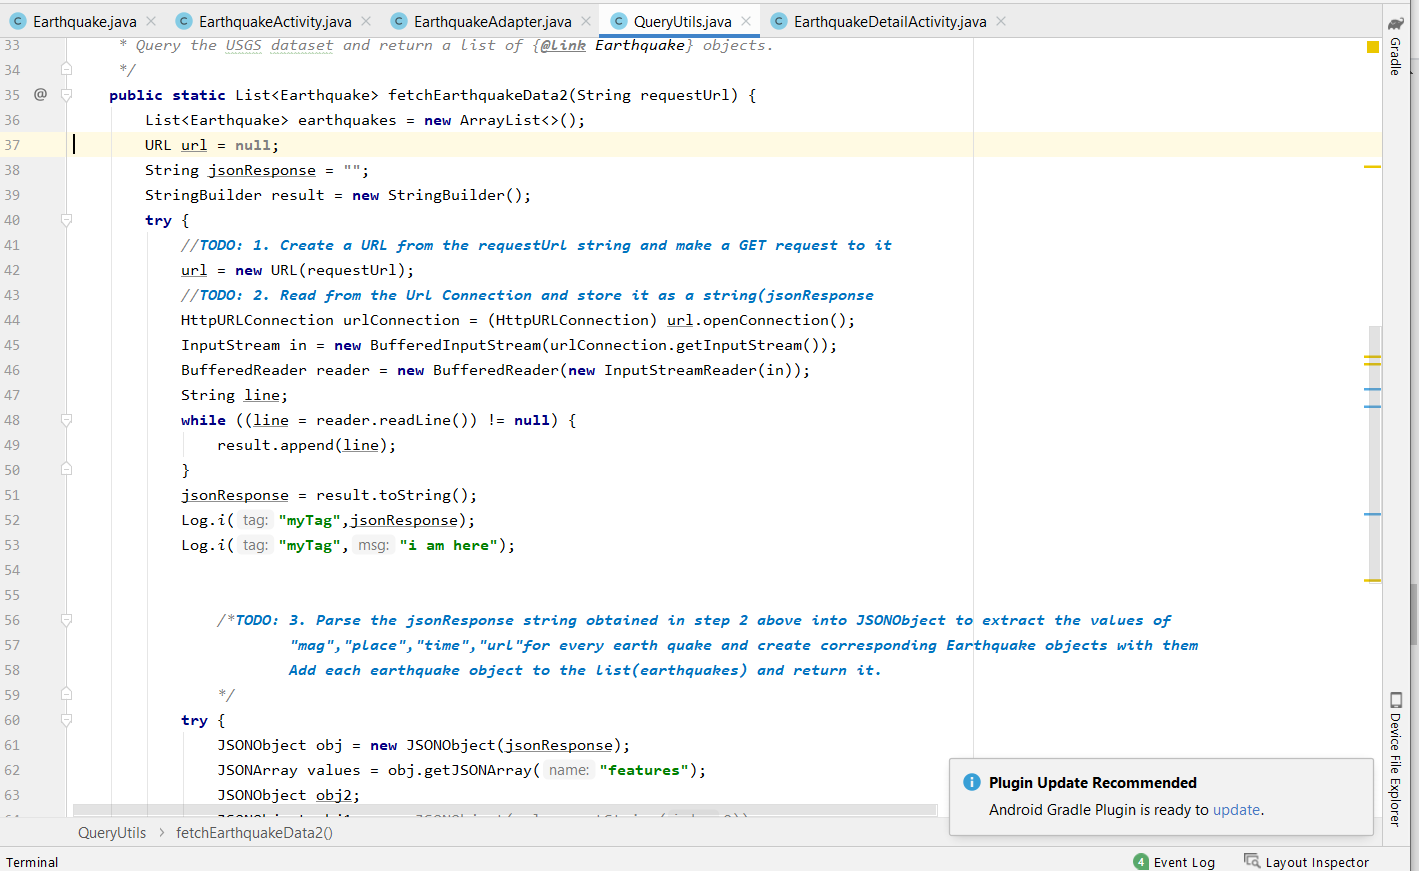 Earthquake.java EarthquakeActivity.java EarthquakeAdapter.java QueryUtils.java EarthquakeDetailActivity.java
Gradle
33 * Query the USGS dataset and return a list of {@link Earthquake} objects.
34 */
35 @ public static List<Earthquake> fetchEarthquakeData2(String requestUrl) {
36 List<Earthquake> earthquakes = new ArrayList<>();
37 URL url = null;
38 String jsonResponse = "";
39 StringBuilder result = new StringBuilder();
40 try {
41 //TODO: 1. Create a URL from the requestUrl string and make a GET request to it
42 url = new URL(requestUrl);
43 //TODO: 2. Read from the Url Connection and store it as a string(jsonResponse
44 HttpURLConnection urlConnection = (HttpURLConnection) url.openConnection();
45 InputStream in = new BufferedInputStream(urlConnection.getInputStream());
46 BufferedReader reader = new BufferedReader(new InputStreamReader(in));
47 String line;
48 while ((line = reader.readLine()) != null) {
49 result.append(line);
50 }
51 jsonResponse = result.toString();
52 Log.i( tag: "myTag",jsonResponse);
53 Log.i( tag: "myTag", msg: "i am here");
54
55
56 /*TODO: 3. Parse the jsonResponse string obtained in step 2 above into JSONObject to extract the values of
57 "mag","place","time","url"for every earth quake and create corresponding Earthquake objects with them
58 Add each earthquake object to the list(earthquakes) and return it.
59 */
60 try {
61 JSONObject obj = new JSONObject(jsonResponse);
62 JSONArray values = obj.getJSONArray( name: "features");
63 JSONObject obj2;
Plugin Update Recommended
Android Gradle Plugin is ready to update.
Device File Explorer
QueryUtils > fetchEarthquakeData2()
Terminal 4 Event Log Layout Inspector